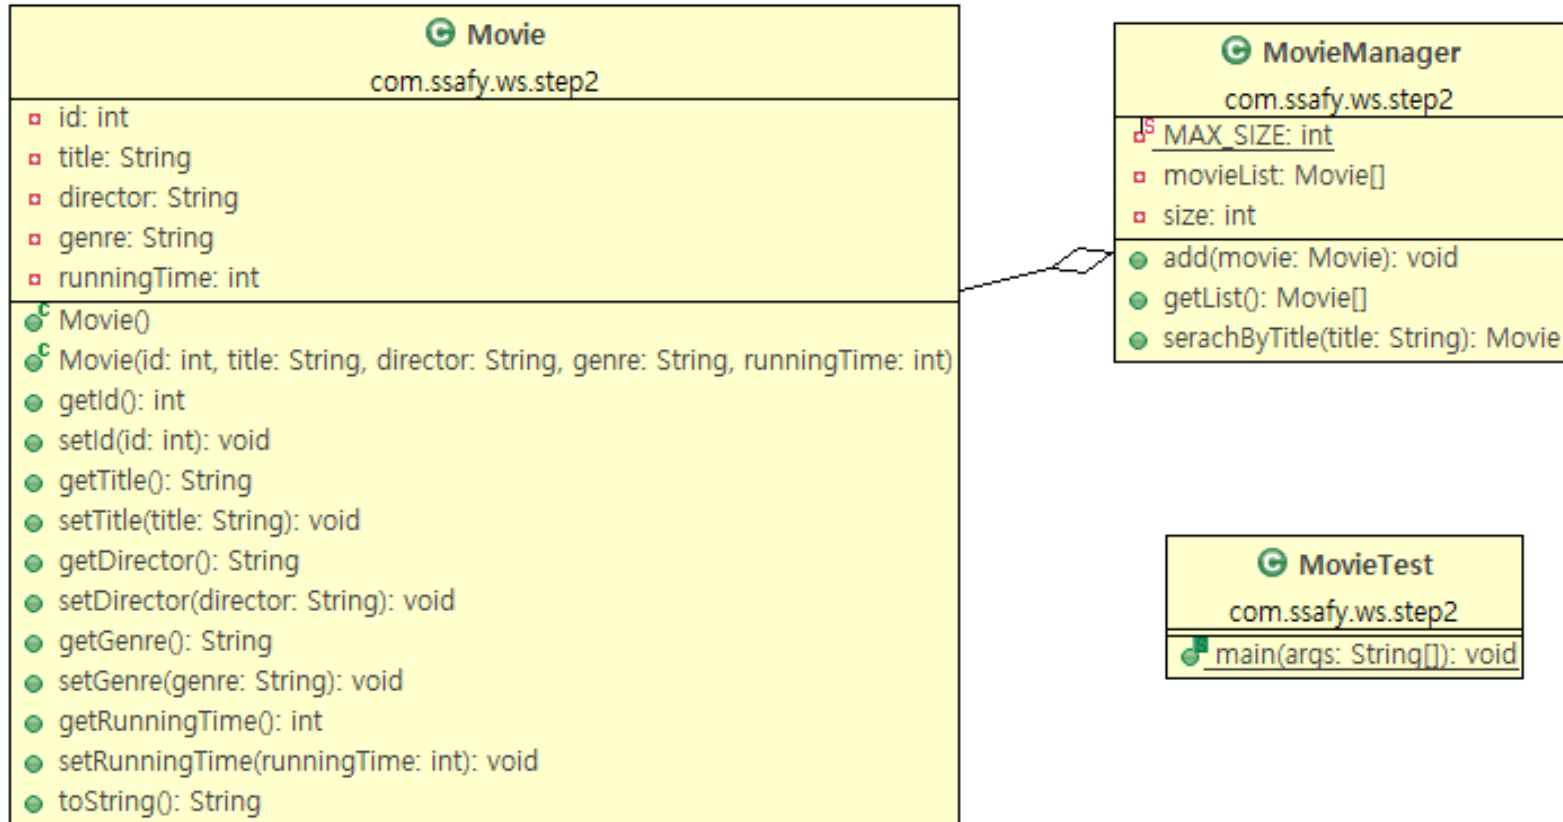 Movie
com.ssafy.ws.step2
id: int
title: String
director: String
genre: String
runningTime: int
Movie()
Movie(id: int, title: String, director: String, genre: String, runningTime: int)
getId(): int
setId(id: int): void
getTitle(): String
setTitle(title: String): void
getDirector(): String
setDirector(director: String): void
getGenre(): String
setGenre(genre: String): void
getRunningTime(): int
setRunningTime(runningTime: int): void
toString(): String
MovieManager
com.ssafy.ws.step2
MAX_SIZE: int
movieList: Movie[]
size: int
add(movie: Movie): void
getList(): Movie[]
serachByTitle(title: String): Movie
MovieTest
com.ssafy.ws.step2
main(args: String[]): void